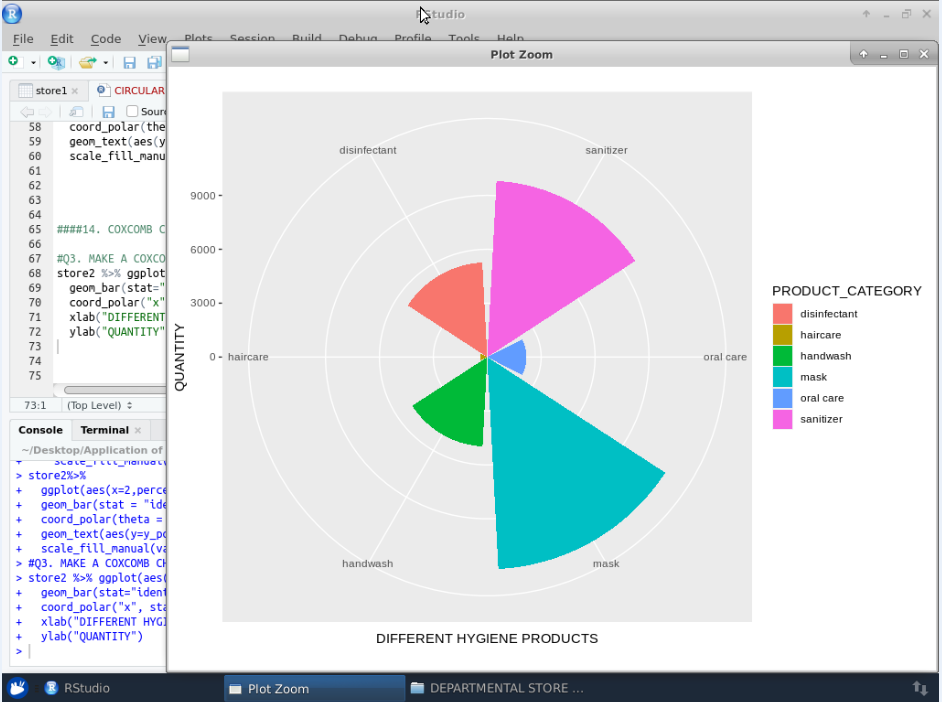 RStudio
File Edit Code View Plots Session Build Debug Profile Tools Help
Plot Zoom
store1 CIRCULAR
Sourc
58 coord_polar(the
59 geom_text(aes(y
60 scale_fill_manu
61
62
63
64
65 ####14. COXCOMB C
66
67 #Q3. MAKE A COXCO
68 store2 %>% ggplot
69 geom_bar(stat="
70 coord_polar("x"
71 xlab("DIFFERENT
72 ylab("QUANTITY"
73
74
75
73:1 (Top Level)
Console Terminal
~/Desktop/Application of
+ scale_fill_manual(
> store2%>%
+ ggplot(aes(x=2,perce
+ geom_bar(stat = "ide
+ coord_polar(theta =
+ geom_text(aes(y=y_po
+ scale_fill_manual(va
> #Q3. MAKE A COXCOMB CH
> store2 %>% ggplot(aes(
+ geom_bar(stat="ident
+ coord_polar("x", sta
+ xlab("DIFFERENT HYGI
+ ylab("QUANTITY")
>
disinfectant
sanitizer
9000
6000
3000
0
haircare
oral care
handwash
mask
QUANTITY
DIFFERENT HYGIENE PRODUCTS
PRODUCT_CATEGORY
disinfectant
haircare
handwash
mask
oral care
sanitizer
RStudio
Plot Zoom
DEPARTMENTAL STORE ...